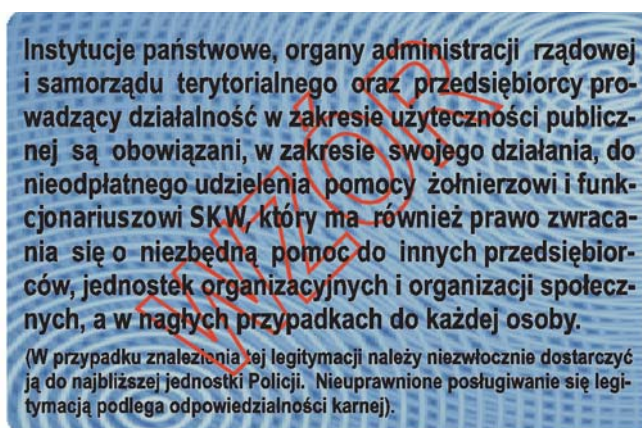 Instytucje państwowe, organy administracji rządowej
i samorządu terytorialnego oraz przedsiębiorcy pro-
wadzący działalność w zakresie użyteczności publicz-
nej są obowiązani, w zakresie swojego działania, do
nieodpłatnego udzielenia pomocy żołnierzowi i funk-
cjonariuszowi SKW, który ma również prawo zwraca-
nia się o niezbędną pomoc do innych przedsiębior-
ców, jednostek organizacyjnych i organizacji społecz-
nych, a w nagłych przypadkach do każdej osoby.
(W przypadku znalezienia tej legitymacji należy niezwłocznie dostarczyć
ją do najbliższej jednostki Policji. Nieuprawnione posługiwanie się legi-
tymacją podlega odpowiedzialności karnej).
WZÓR